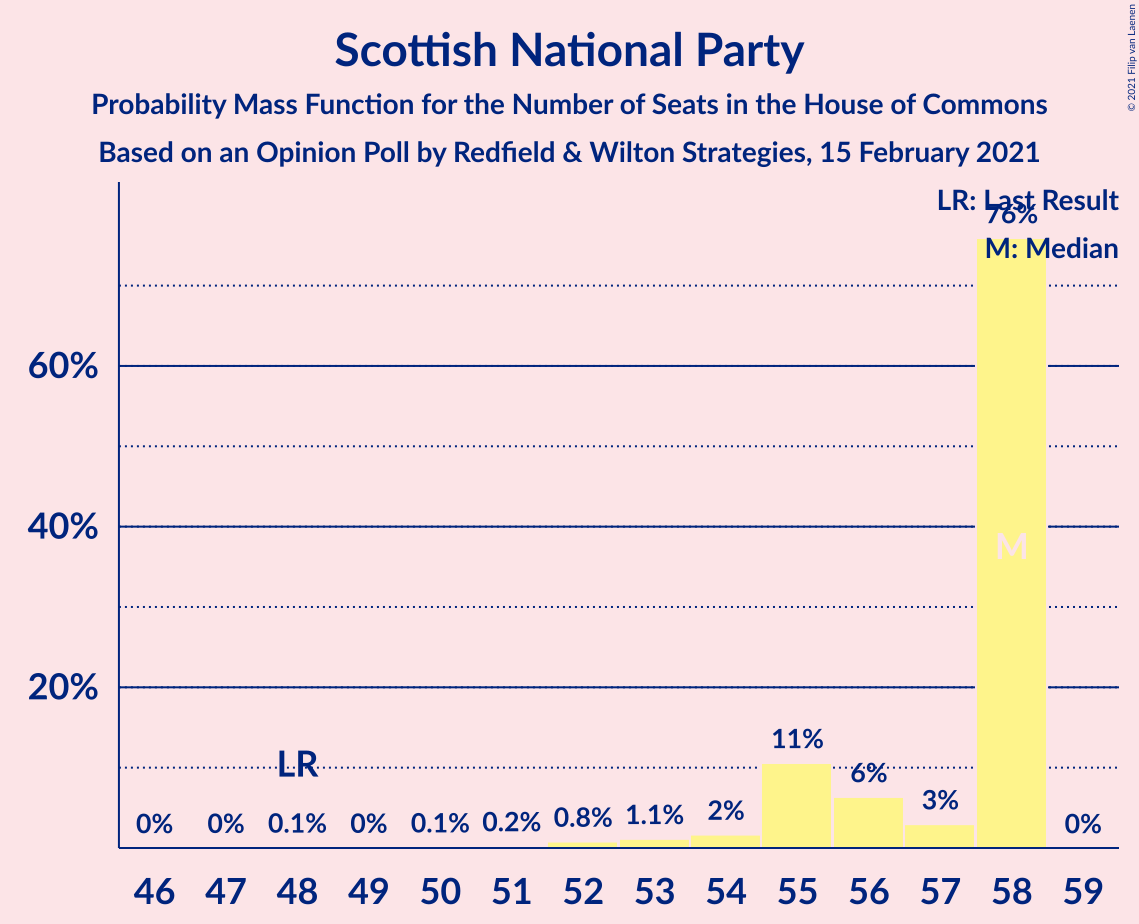 Scottish National Party
Probability Mass Function for the Number of Seats in the House of Commons
Based on an Opinion Poll by Redfield & Wilton Strategies, 15 February 2021
© 2021 Filip van Laenen
LR: Last Result
76%
M: Median
60%
40%
M
20%
11%
LR
6%
3%
0% 0% 0.1% 0% 0.1% 0.2% 0.8% 1.1% 2% 0%
46 47 48 49 50 51 52 53 54 55 56 57 58 59